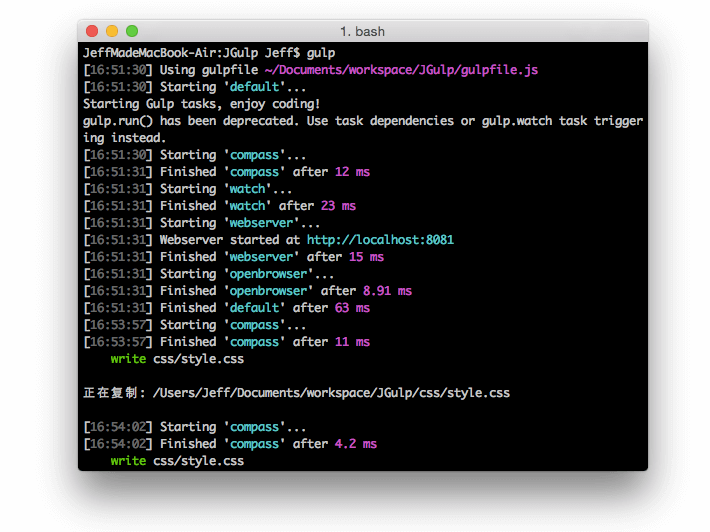 1. bash
JeffMadeMacBook-Air:JGulp Jeff$ gulp
[16:51:30] Using gulpfile ~/Documents/workspace/JGulp/gulpfile.js
[16:51:30] Starting 'default'...
Starting Gulp tasks, enjoy coding!
gulp.run() has been deprecated. Use task dependencies or gulp.watch task trigger
ing instead.
[16:51:30] Starting 'compass'...
[16:51:31] Finished 'compass' after 12 ms
[16:51:31] Starting 'watch'...
[16:51:31] Finished 'watch' after 23 ms
[16:51:31] Starting 'webserver'...
[16:51:31] Webserver started at http://localhost:8081
[16:51:31] Finished 'webserver' after 15 ms
[16:51:31] Starting 'openbrowser'...
[16:51:31] Finished 'openbrowser' after 8.91 ms
[16:51:31] Finished 'default' after 63 ms
[16:53:57] Starting 'compass'...
[16:53:57] Finished 'compass' after 11 ms
write css/style.css
正在复制: /Users/Jeff/Documents/workspace/JGulp/css/style.css
[16:54:02] Starting 'compass'...
[16:54:02] Finished 'compass' after 4.2 ms
write css/style.css